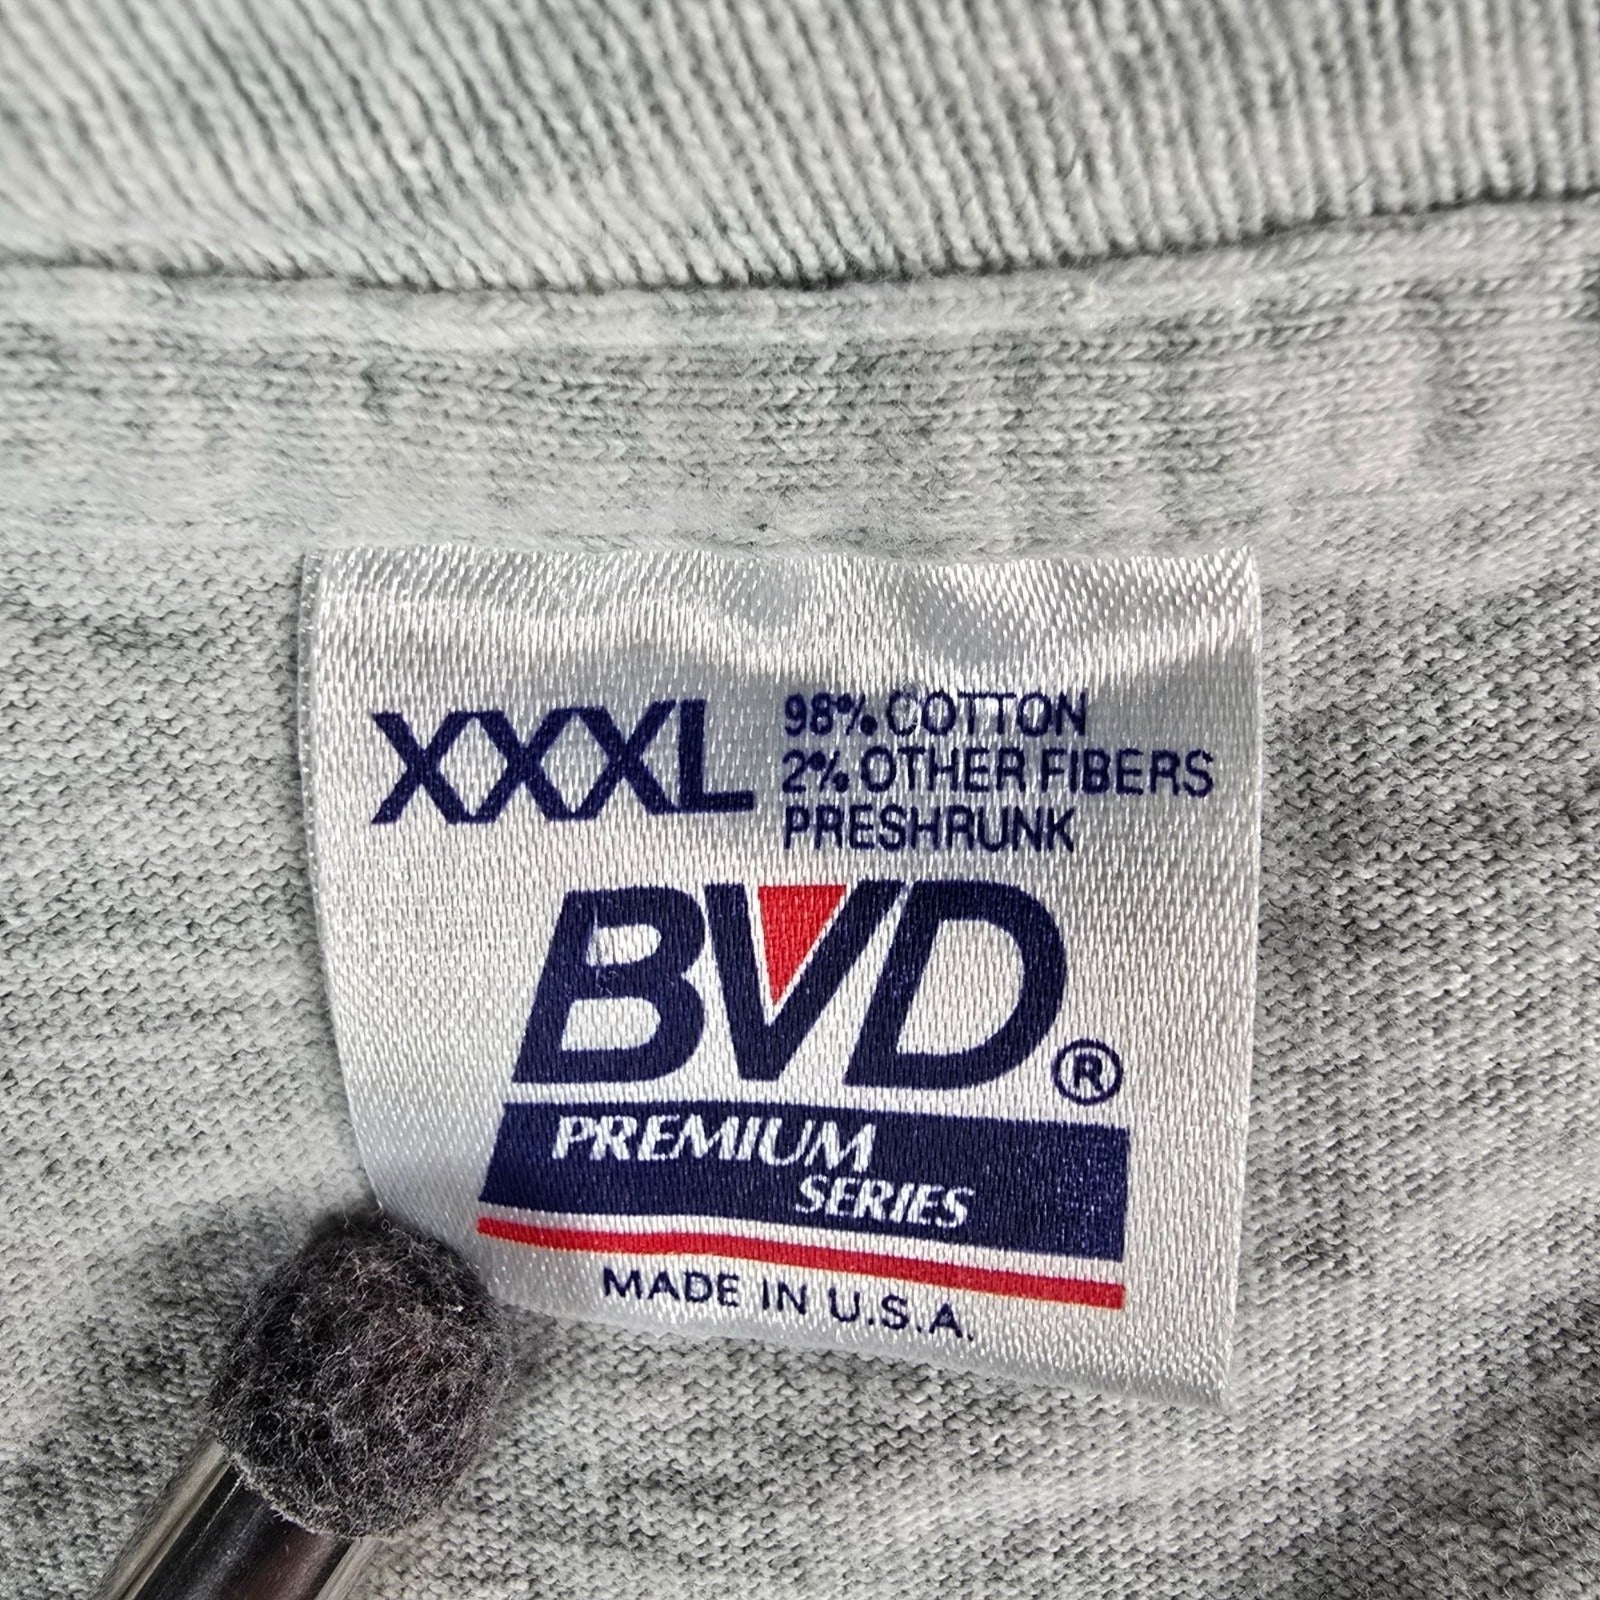 XXXL
98% COTTON
2% OTHER FIBERS
PRESHRUNK
BVD®
PREMIUM
SERIES
MADE IN U.S.A.